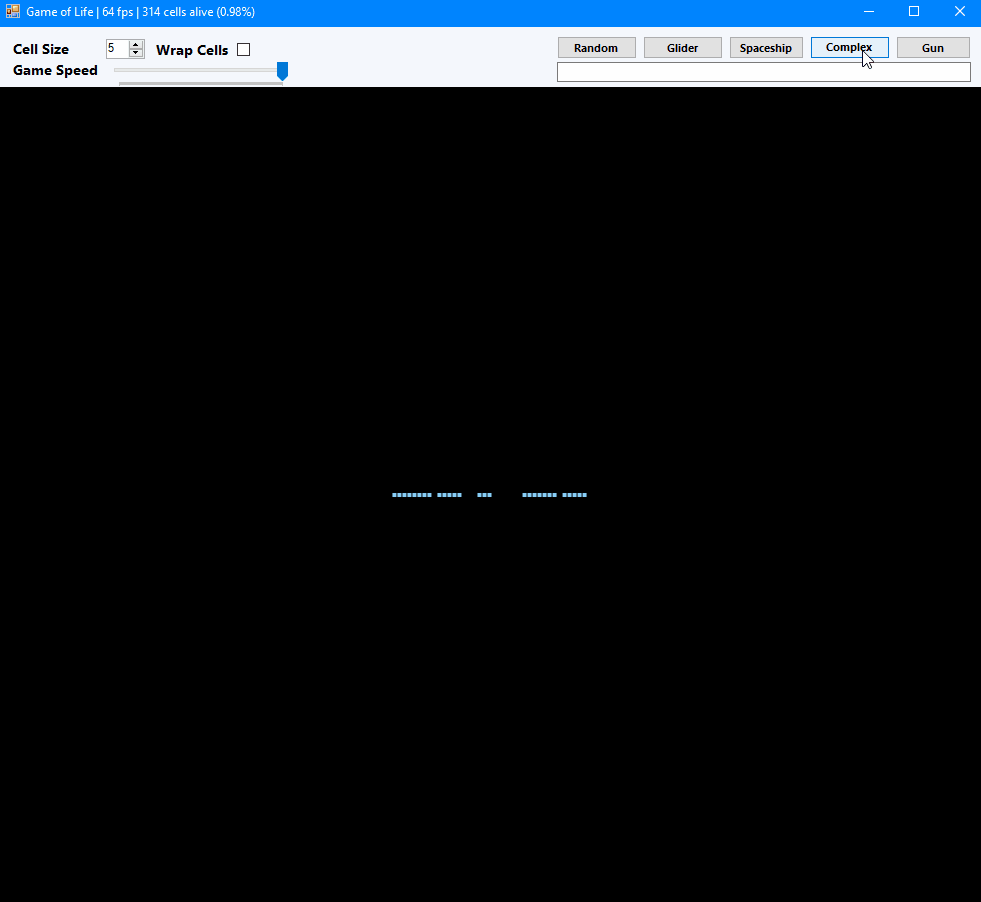 Game of Life | 64 fps | 314 cells alive (0.98%)
Cell Size 5 Wrap Cells Random Glider Spaceship Complex Gun
Game Speed